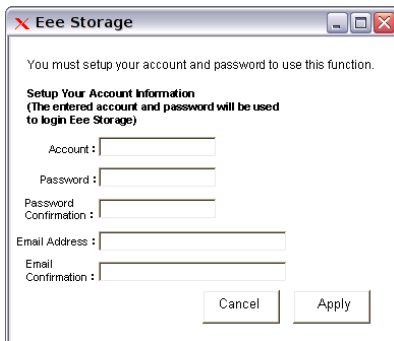 Eee Storage
You must setup your account and password to use this function.
Setup Your Account Information
(The entered account and password will be used
to login Eee Storage)
Account :
Password :
Password
Confirmation :
Email Address :
Email
Confirmation :
Cancel Apply